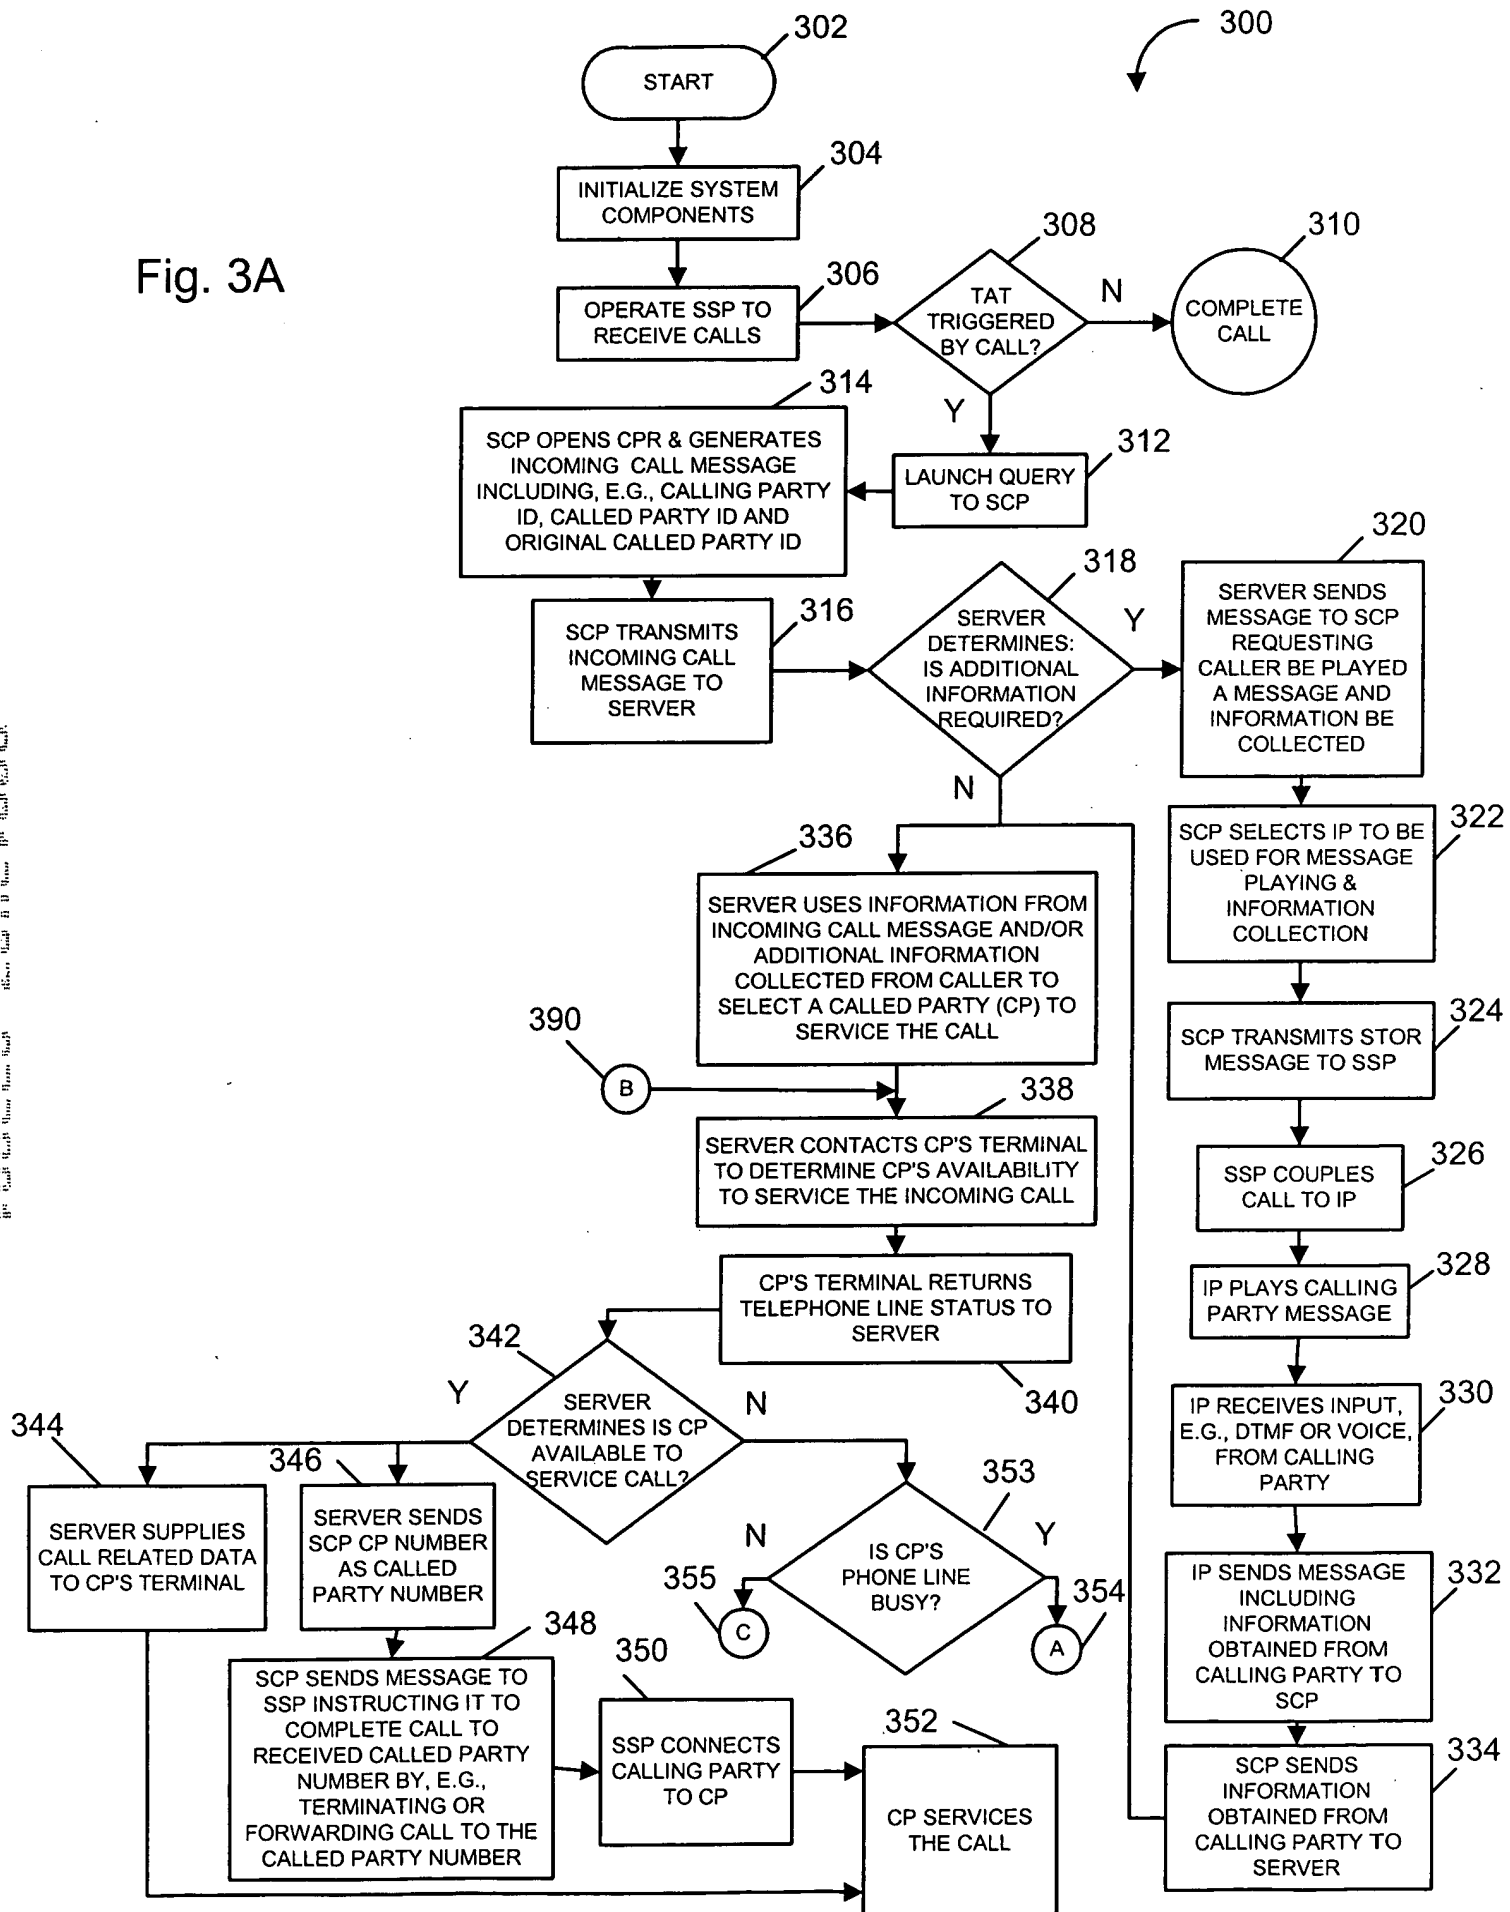 302
300
START
304
INITIALIZE SYSTEM
COMPONENTS
Fig. 3A
306
OPERATE SSP TO
RECEIVE CALLS
308
TAT
TRIGGERED
BY CALL?
N
310
COMPLETE
CALL
Y
312
LAUNCH QUERY
TO SCP
314
SCP OPENS CPR & GENERATES
INCOMING CALL MESSAGE
INCLUDING, E.G., CALLING PARTY
ID, CALLED PARTY ID AND
ORIGINAL CALLED PARTY ID
316
SCP TRANSMITS
INCOMING CALL
MESSAGE TO
SERVER
318
SERVER
DETERMINES:
IS ADDITIONAL
INFORMATION
REQUIRED?
Y
N
320
SERVER SENDS
MESSAGE TO SCP
REQUESTING
CALLER BE PLAYED
A MESSAGE AND
INFORMATION BE
COLLECTED
322
SCP SELECTS IP TO BE
USED FOR MESSAGE
PLAYING &
INFORMATION
COLLECTION
324
SCP TRANSMITS STOR
MESSAGE TO SSP
326
SSP COUPLES
CALL TO IP
328
IP PLAYS CALLING
PARTY MESSAGE
330
IP RECEIVES INPUT,
E.G., DTMF OR VOICE,
FROM CALLING
PARTY
332
IP SENDS MESSAGE
INCLUDING
INFORMATION
OBTAINED FROM
CALLING PARTY TO
SCP
334
SCP SENDS
INFORMATION
OBTAINED FROM
CALLING PARTY TO
SERVER
336
SERVER USES INFORMATION FROM
INCOMING CALL MESSAGE AND/OR
ADDITIONAL INFORMATION
COLLECTED FROM CALLER TO
SELECT A CALLED PARTY (CP) TO
SERVICE THE CALL
390
B
338
SERVER CONTACTS CP'S TERMINAL
TO DETERMINE CP'S AVAILABILITY
TO SERVICE THE INCOMING CALL
CP'S TERMINAL RETURNS
TELEPHONE LINE STATUS TO
SERVER
340
342
SERVER
DETERMINES IS CP
AVAILABLE TO
SERVICE CALL?
Y
N
344
SERVER SUPPLIES
CALL RELATED DATA
TO CP'S TERMINAL
346
SERVER SENDS
SCP CP NUMBER
AS CALLED
PARTY NUMBER
348
SCP SENDS MESSAGE TO
SSP INSTRUCTING IT TO
COMPLETE CALL TO
RECEIVED CALLED PARTY
NUMBER BY, E.G.,
TERMINATING OR
FORWARDING CALL TO THE
CALLED PARTY NUMBER
350
SSP CONNECTS
CALLING PARTY
TO CP
352
CP SERVICES
THE CALL
353
IS CP'S
PHONE LINE
BUSY?
N
Y
355
C
354
A